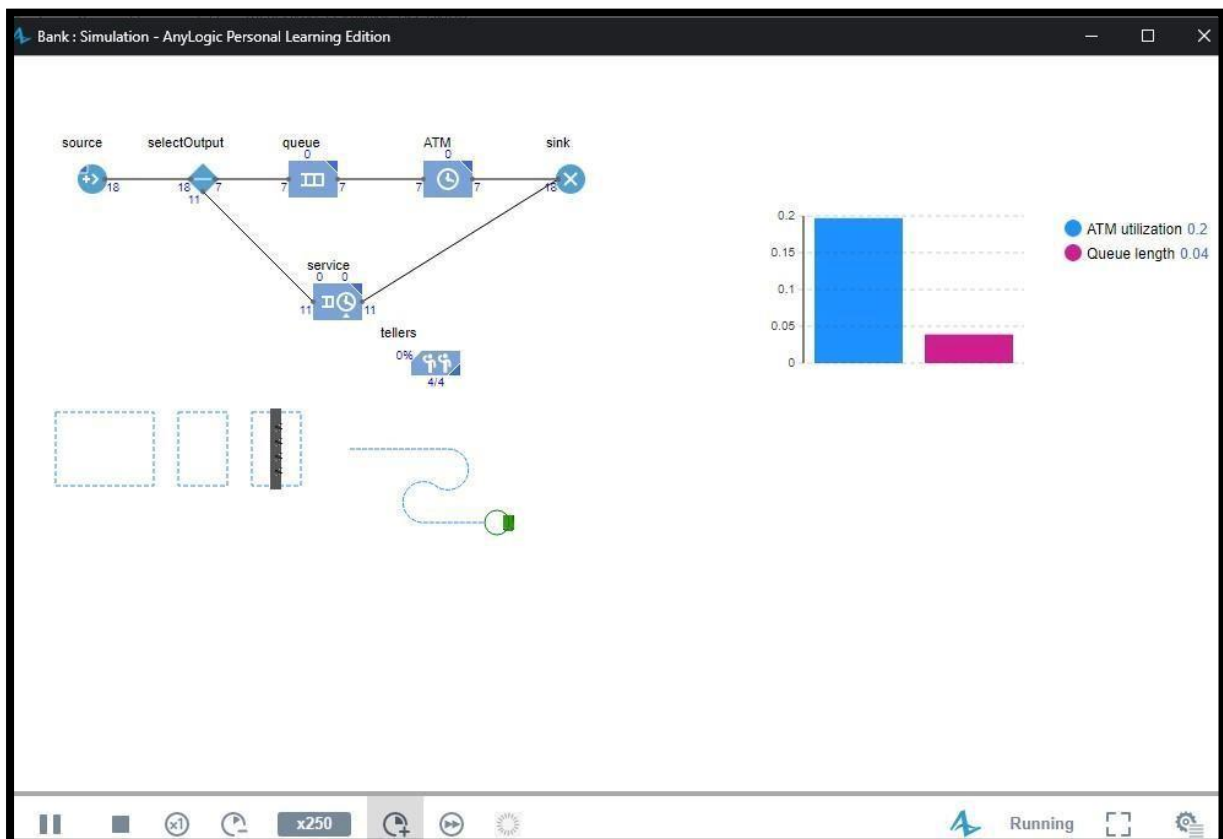 Bank : Simulation - AnyLogic Personal Learning Edition
source selectOutput queue ATM sink
0 0
18 18 7 7 7 7 7 18
11
service
0 0
11 11
tellers
0%
4/4
0.2
0.15
0.1
0.05
0
ATM utilization 0.2
Queue length 0.04
x1 x250 Running